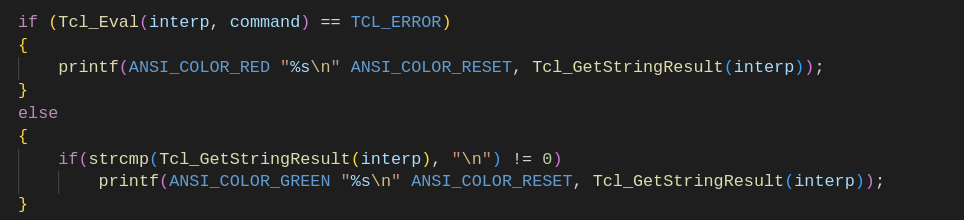 if (Tcl_Eval(interp, command) == TCL_ERROR)
{
    printf(ANSI_COLOR_RED "%s\n" ANSI_COLOR_RESET, Tcl_GetStringResult(interp));
}
else
{
    if(strcmp(Tcl_GetStringResult(interp), "\n") != 0)
        printf(ANSI_COLOR_GREEN "%s\n" ANSI_COLOR_RESET, Tcl_GetStringResult(interp));
}